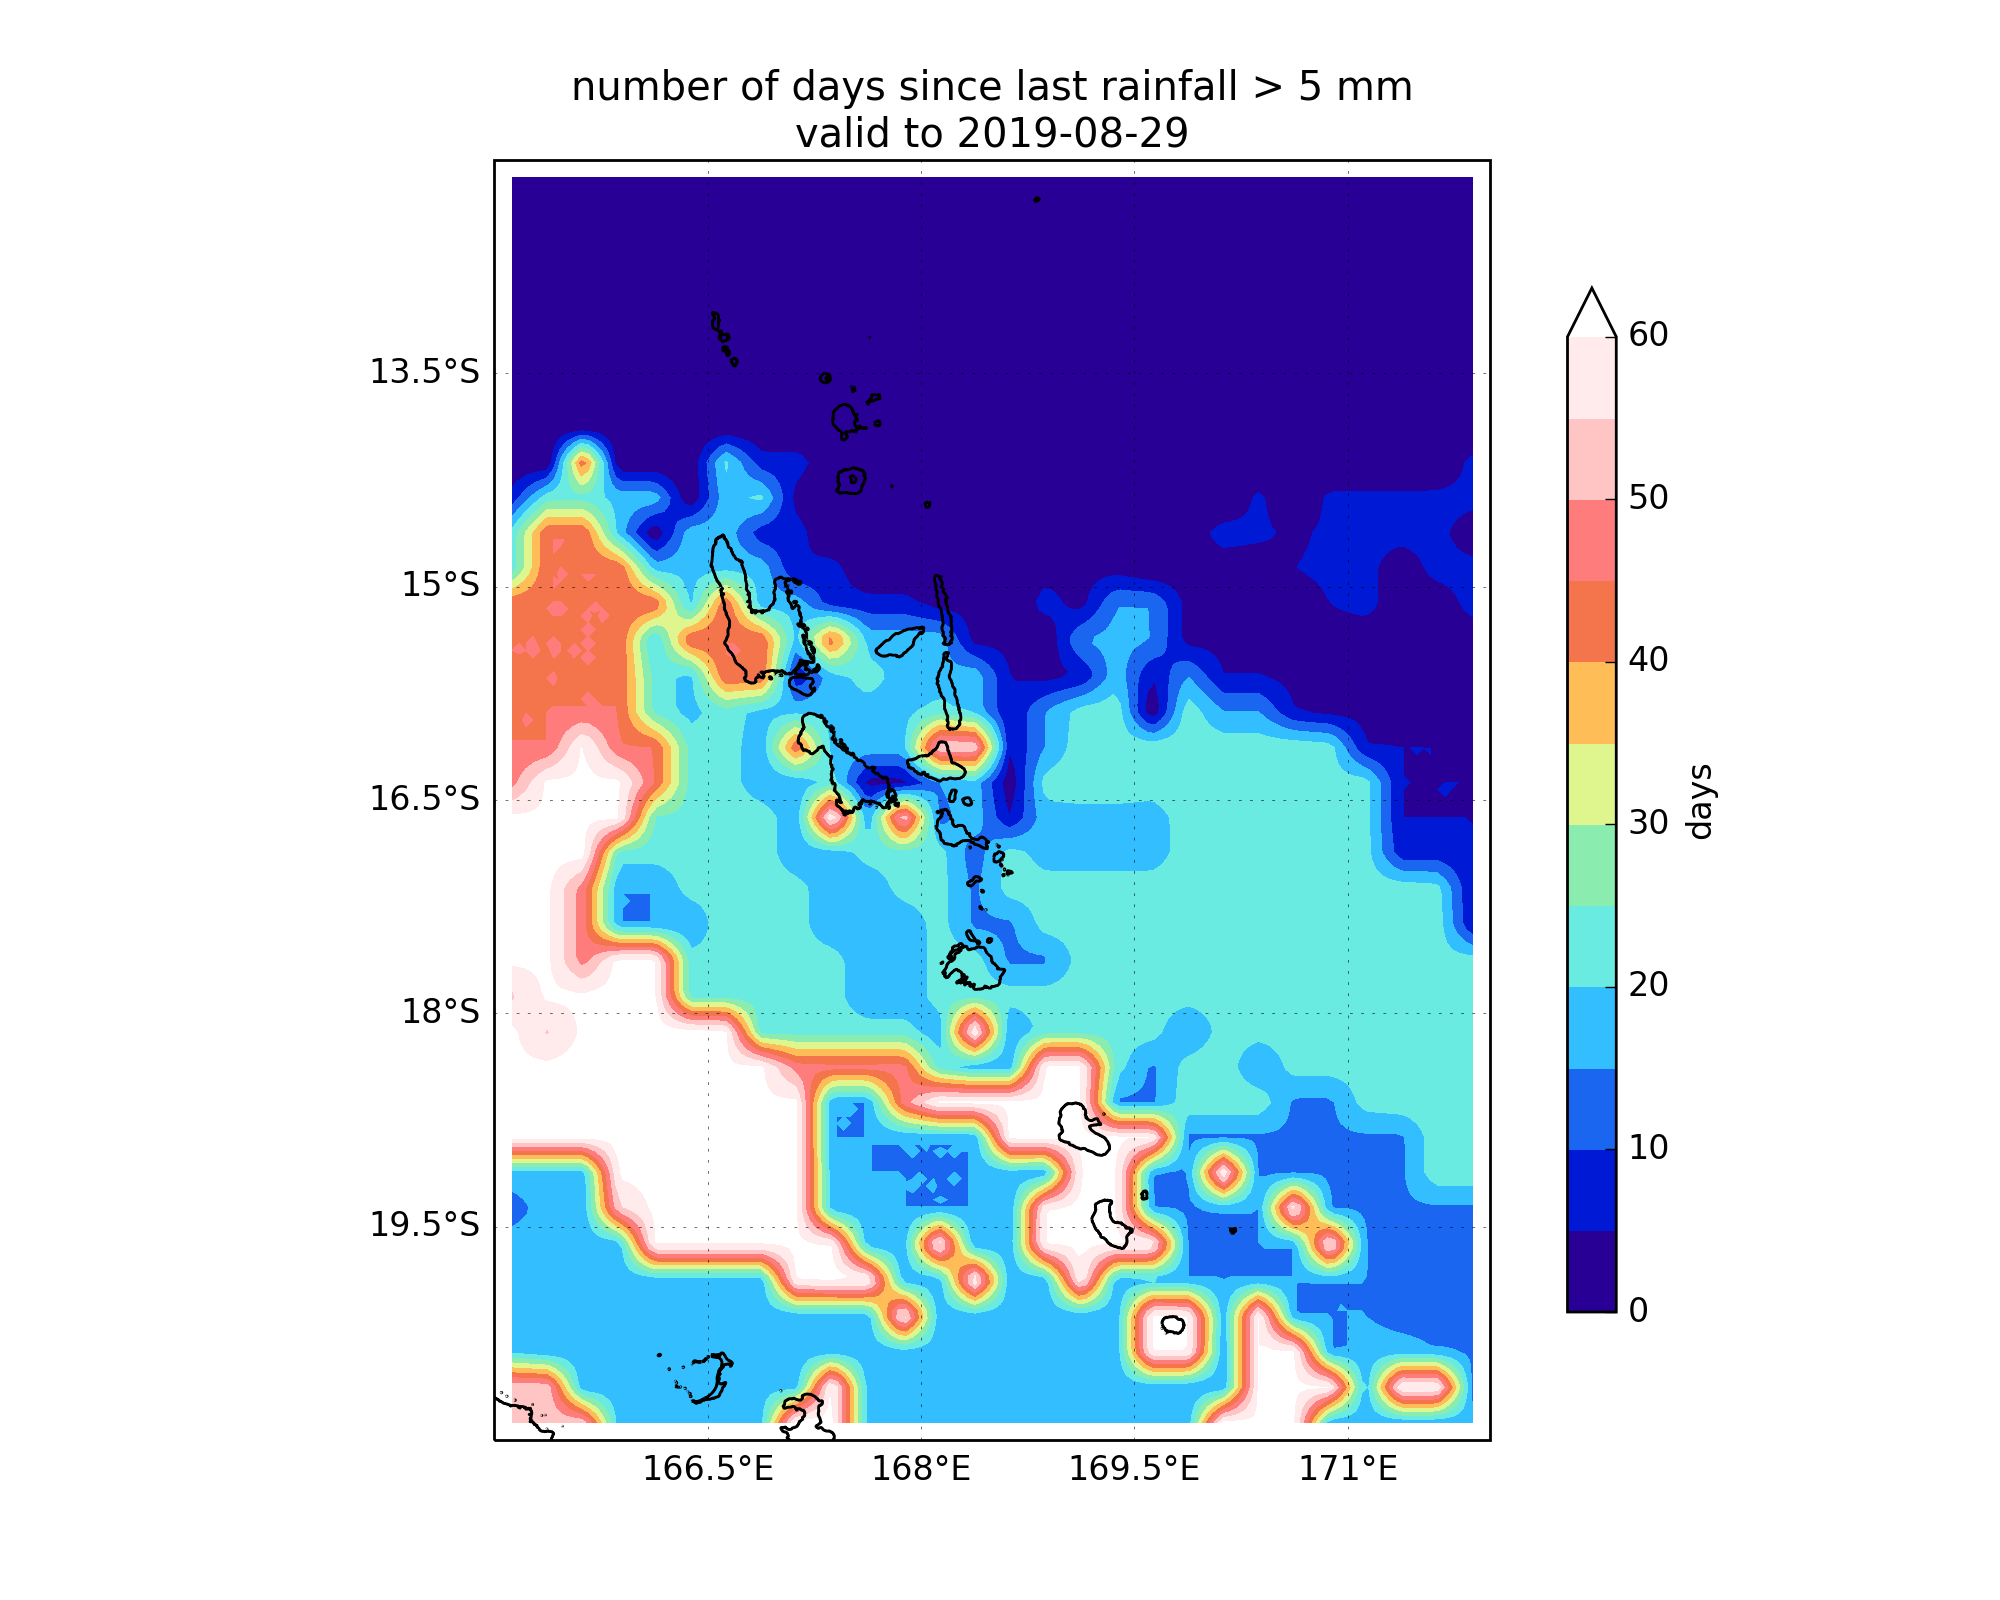 number of days since last rainfall > 5 mm
valid to 2019-08-29
13.5°S
15°S
16.5°S
18°S
19.5°S
166.5°E
168°E
169.5°E
171°E
60
50
40
30
20
10
0
days